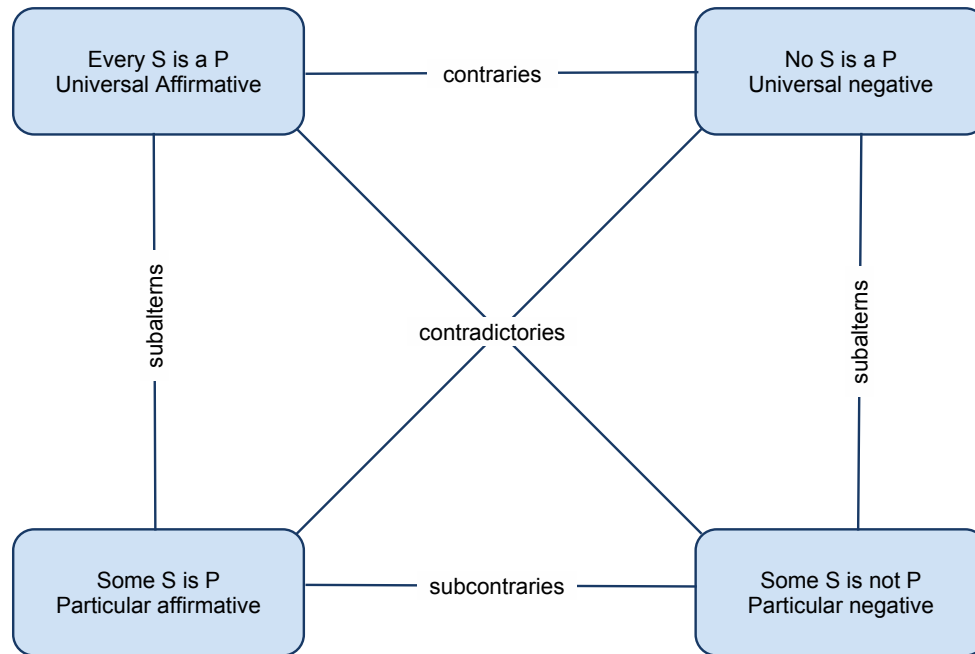 Every S is a P
Universal Affirmative
contraries
No S is a P
Universal negative
subalterns
contradictories
subalterns
Some S is P
Particular affirmative
subcontraries
Some S is not P
Particular negative